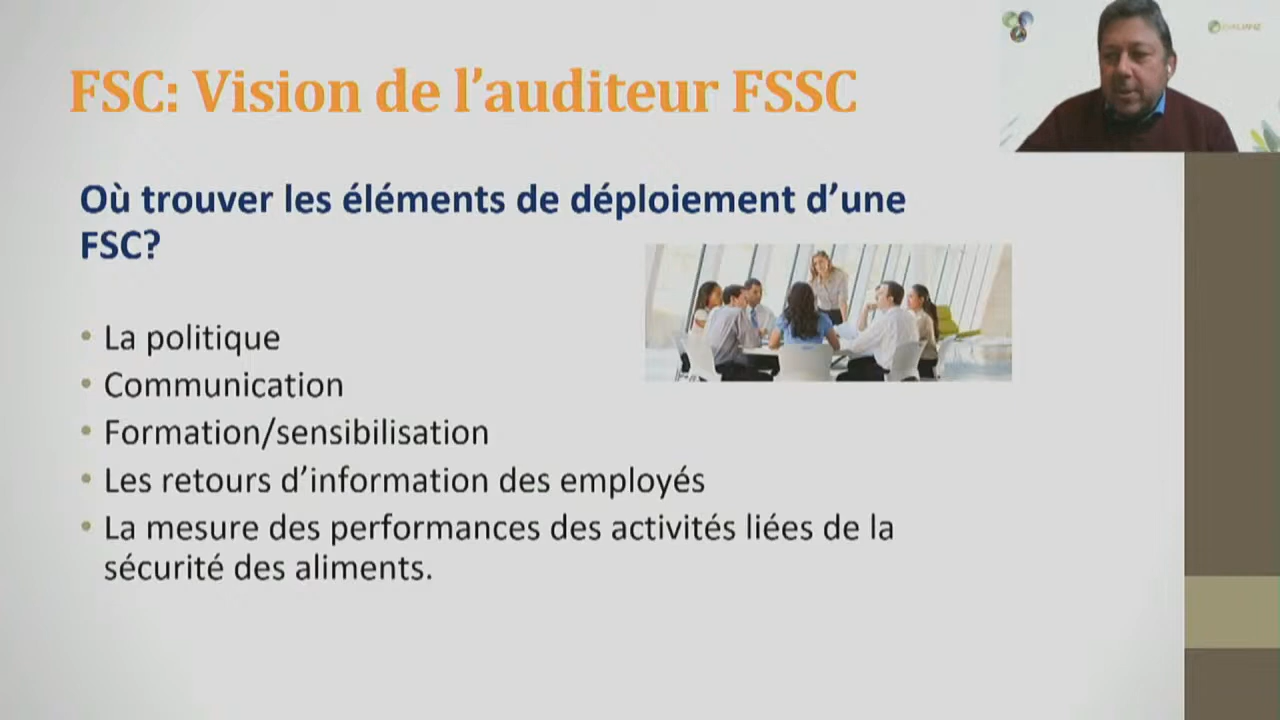 FSC: Vision de l’auditeur FSSC
Où trouver les éléments de déploiement d’une
FSC?
• La politique
• Communication
• Formation/sensibilisation
• Les retours d’information des employés
• La mesure des performances des activités liées de la
sécurité des aliments.